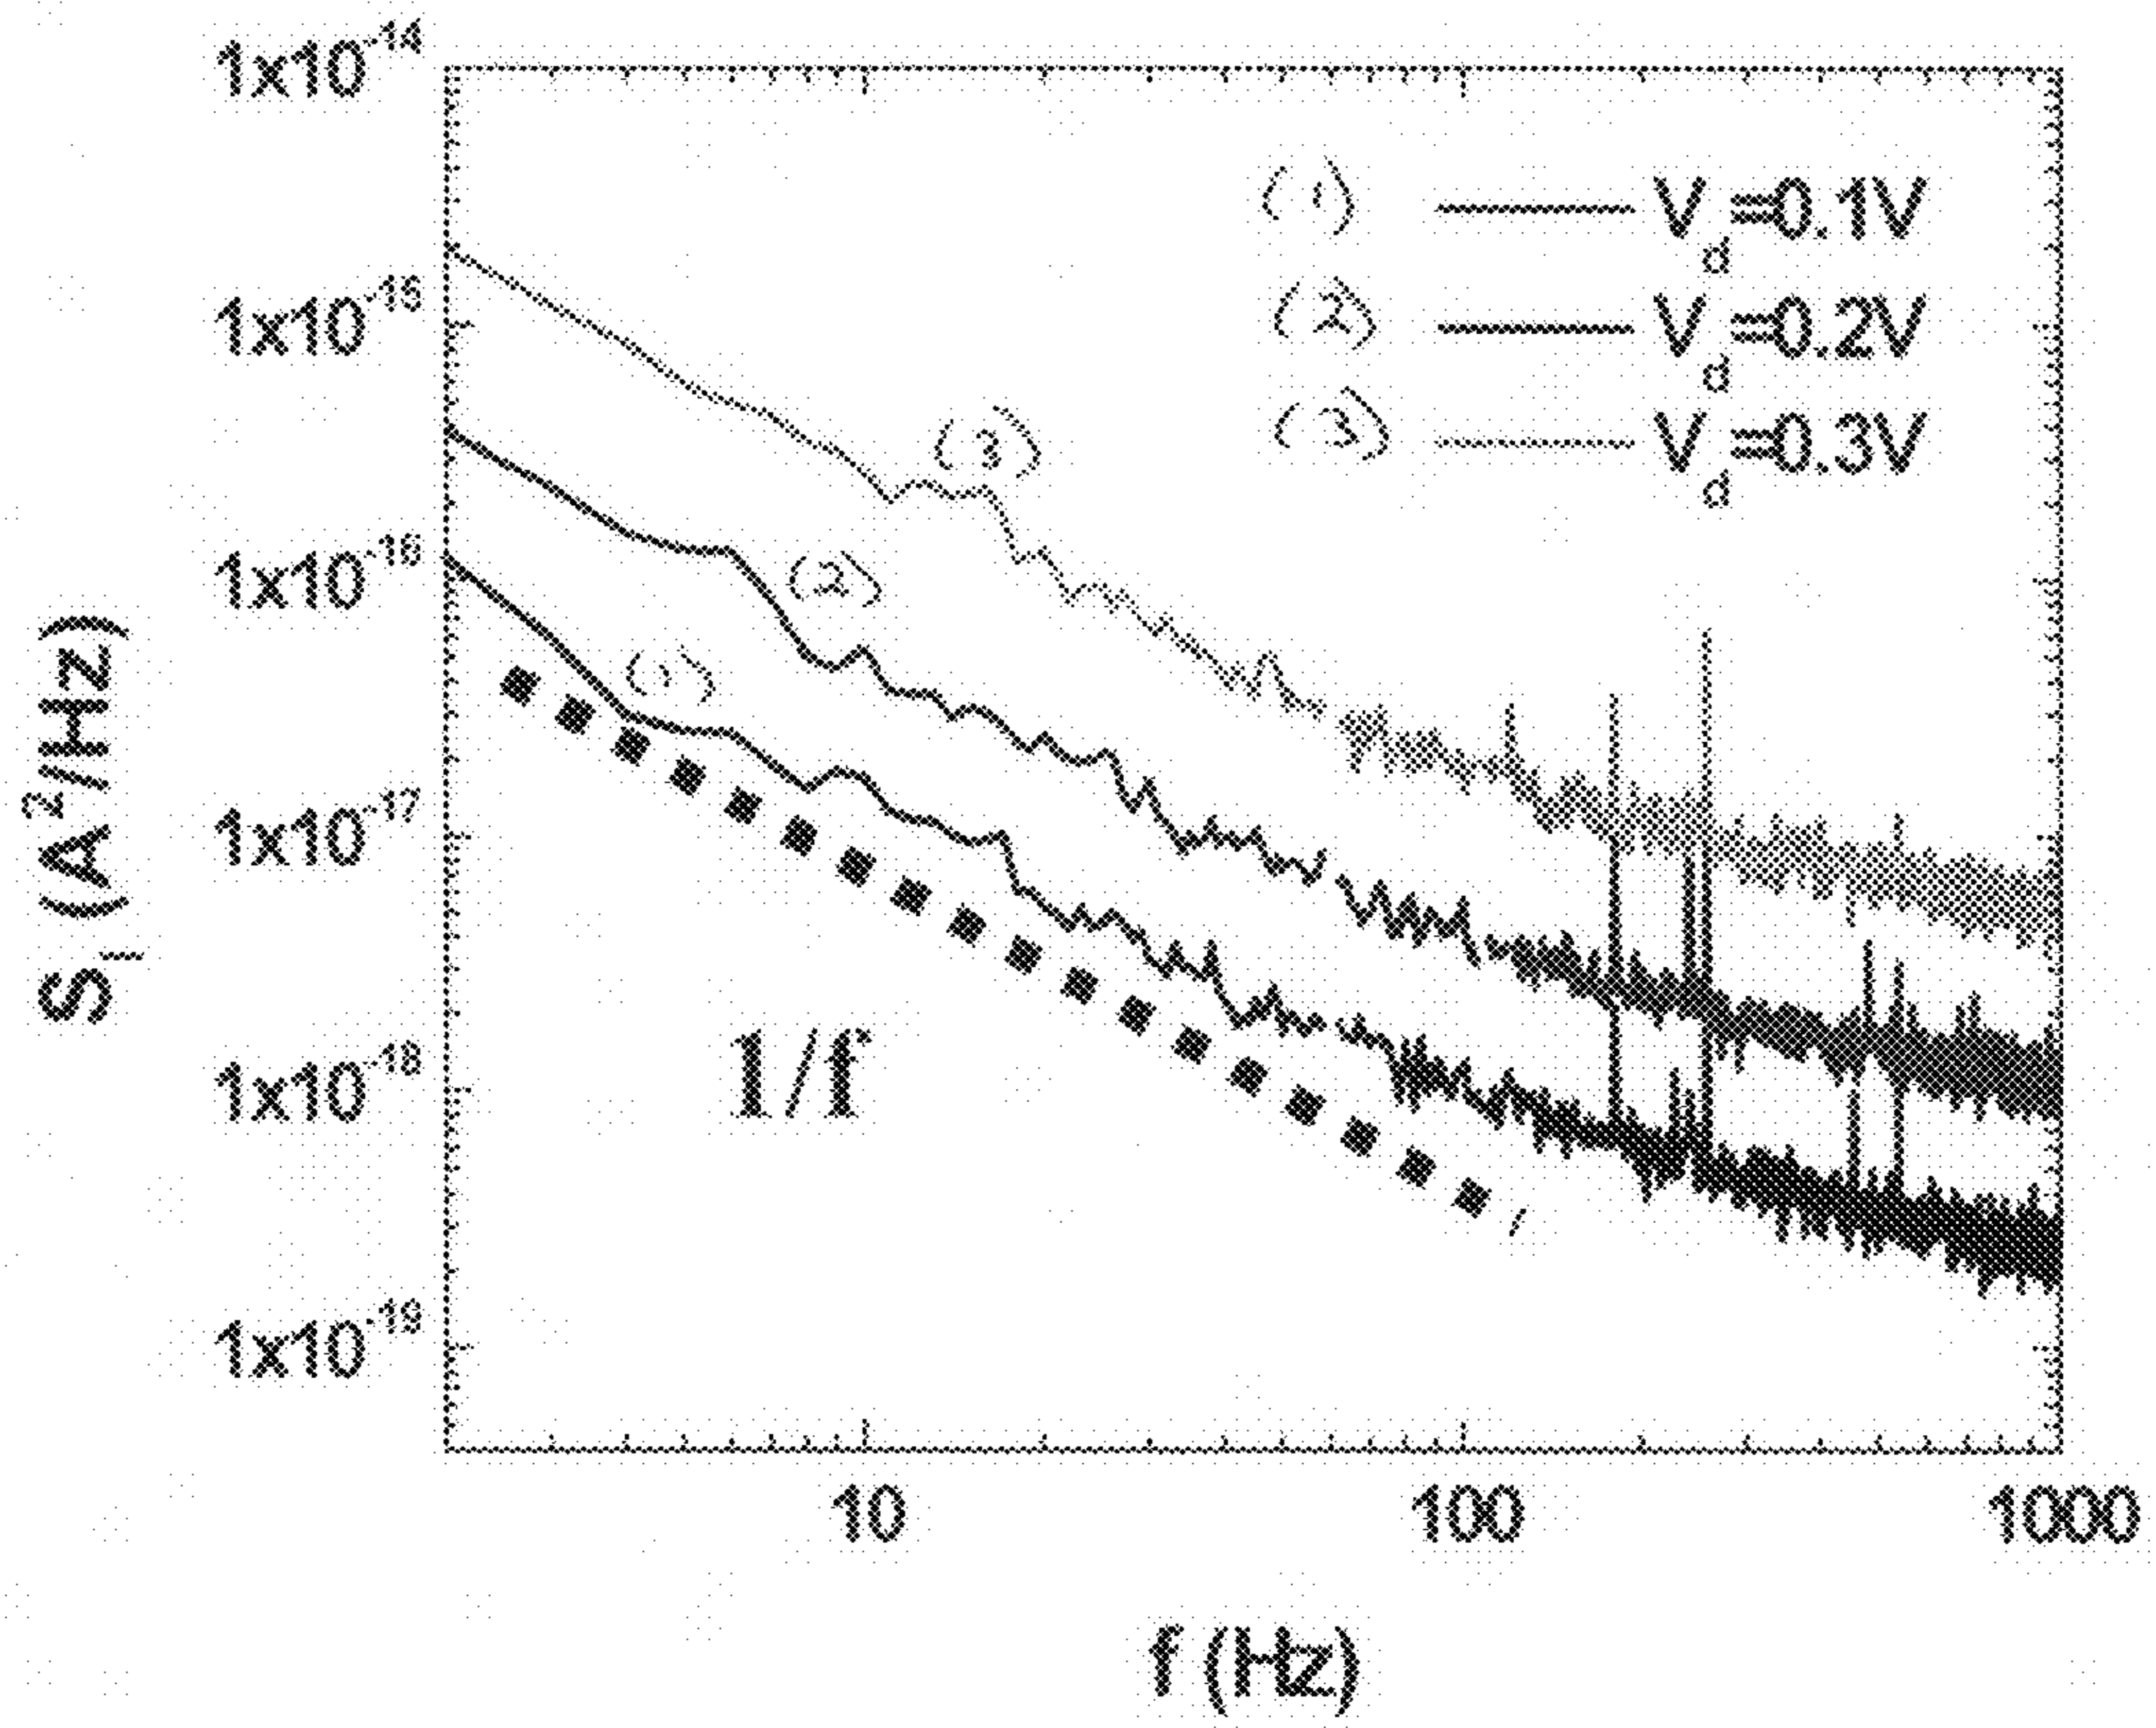 1x10^-14
(1) V_d=0.1V
1x10^-15
(2) V_d=0.2V
(3) V_d=0.3V
(3)
1x10^-16
(2)
(1)
S_I (A^2/Hz)
1x10^-17
1/f
1x10^-18
1x10^-19
10 100 1000
f (Hz)